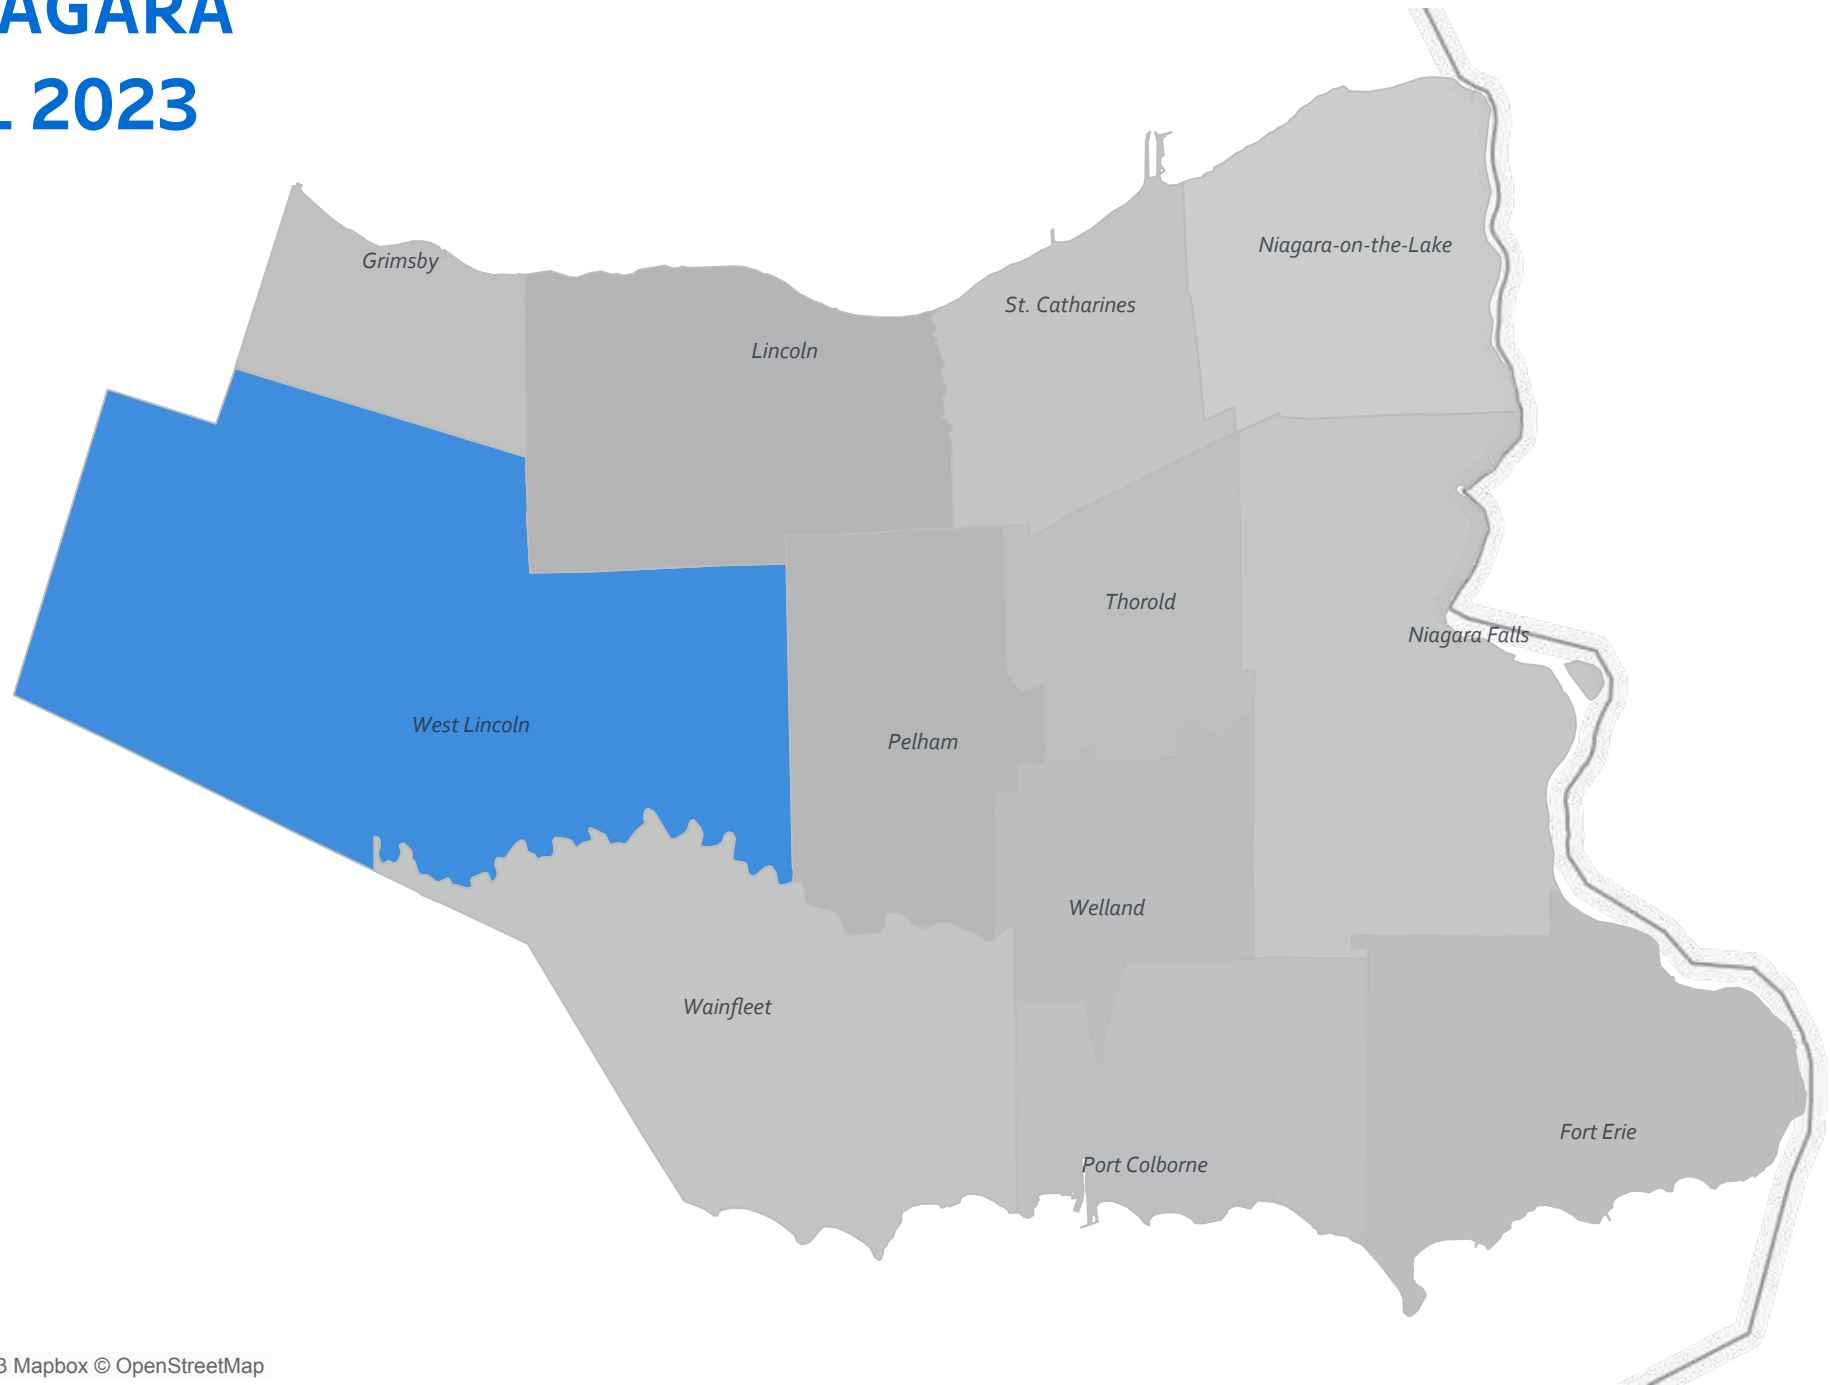 AGARA
2023
Grimsby
Niagara-on-the-Lake
St. Catharines
Lincoln
Thorold
Niagara Falls
West Lincoln
Pelham
Welland
Wainfleet
Fort Erie
Port Colborne
3 Mapbox © OpenStreetMap